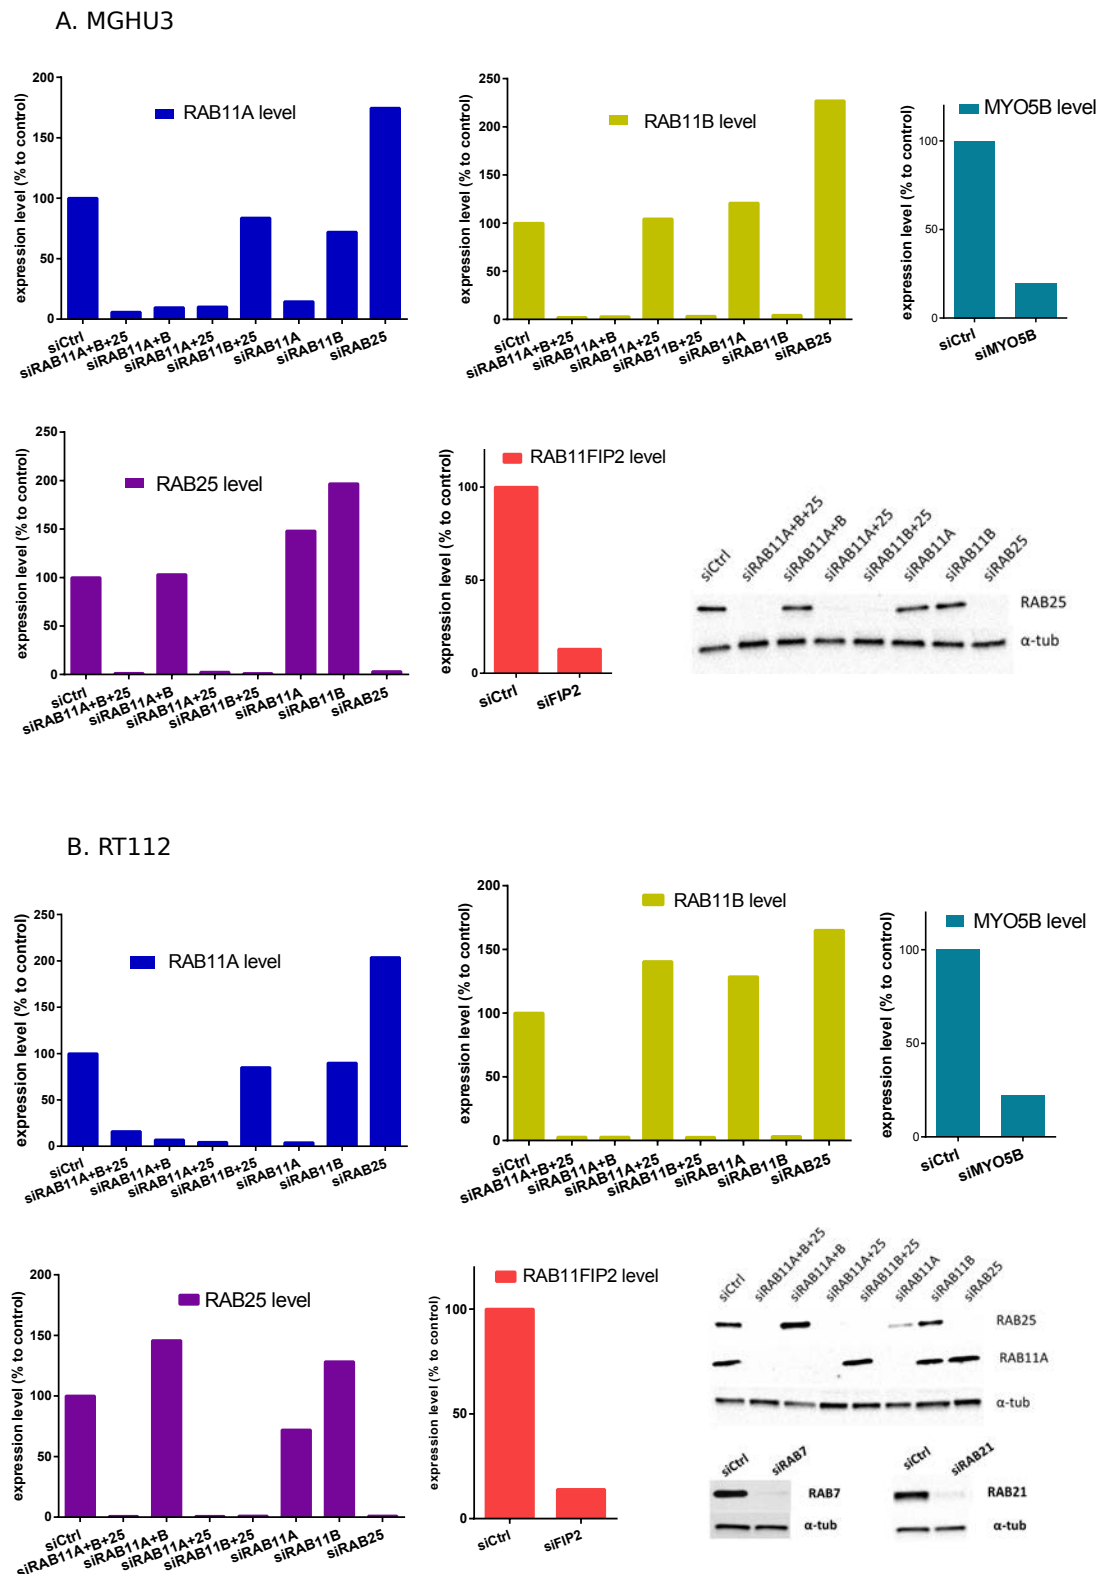 A. MGHU3
expression level (% to control)
200
150
100
50
0
RAB11A level
siCtrl
siRAB11A+B+25
siRAB11A+B
siRAB11A+25
siRAB11B+25
siRAB11A
siRAB11B
siRAB25
expression level (% to control)
250
200
150
100
50
0
RAB11B level
siCtrl
siRAB11A+B+25
siRAB11A+B
siRAB11A+25
siRAB11B+25
siRAB11A
siRAB11B
siRAB25
expression level (% to control)
100
50
0
MYO5B level
siCtrl
siMYO5B
expression level (% to control)
250
200
150
100
50
0
RAB25 level
siCtrl
siRAB11A+B+25
siRAB11A+B
siRAB11A+25
siRAB11B+25
siRAB11A
siRAB11B
siRAB25
expression level (% to control)
100
50
0
RAB11FIP2 level
siCtrl
siFIP2
siCtrl
siRAB11A+B+25
siRAB11A+B
siRAB11A+25
siRAB11B+25
siRAB11A
siRAB11B
siRAB25
RAB25
α-tub
B. RT112
expression level (% to control)
250
200
150
100
50
0
RAB11A level
siCtrl
siRAB11A+B+25
siRAB11A+B
siRAB11A+25
siRAB11B+25
siRAB11A
siRAB11B
siRAB25
expression level (% to control)
200
150
100
50
0
RAB11B level
siCtrl
siRAB11A+B+25
siRAB11A+B
siRAB11A+25
siRAB11B+25
siRAB11A
siRAB11B
siRAB25
expression level (% to control)
100
50
0
MYO5B level
siCtrl
siMYO5B
expression level (% to control)
200
150
100
50
0
RAB25 level
siCtrl
siRAB11A+B+25
siRAB11A+B
siRAB11A+25
siRAB11B+25
siRAB11A
siRAB11B
siRAB25
expression level (% to control)
100
50
0
RAB11FIP2 level
siCtrl
siFIP2
siCtrl
siRAB11A+B+25
siRAB11A+B
siRAB11A+25
siRAB11B+25
siRAB11A
siRAB11B
siRAB25
RAB25
RAB11A
α-tub
siCtrl
siRAB7
RAB7
α-tub
siCtrl
siRAB21
RAB21
α-tub